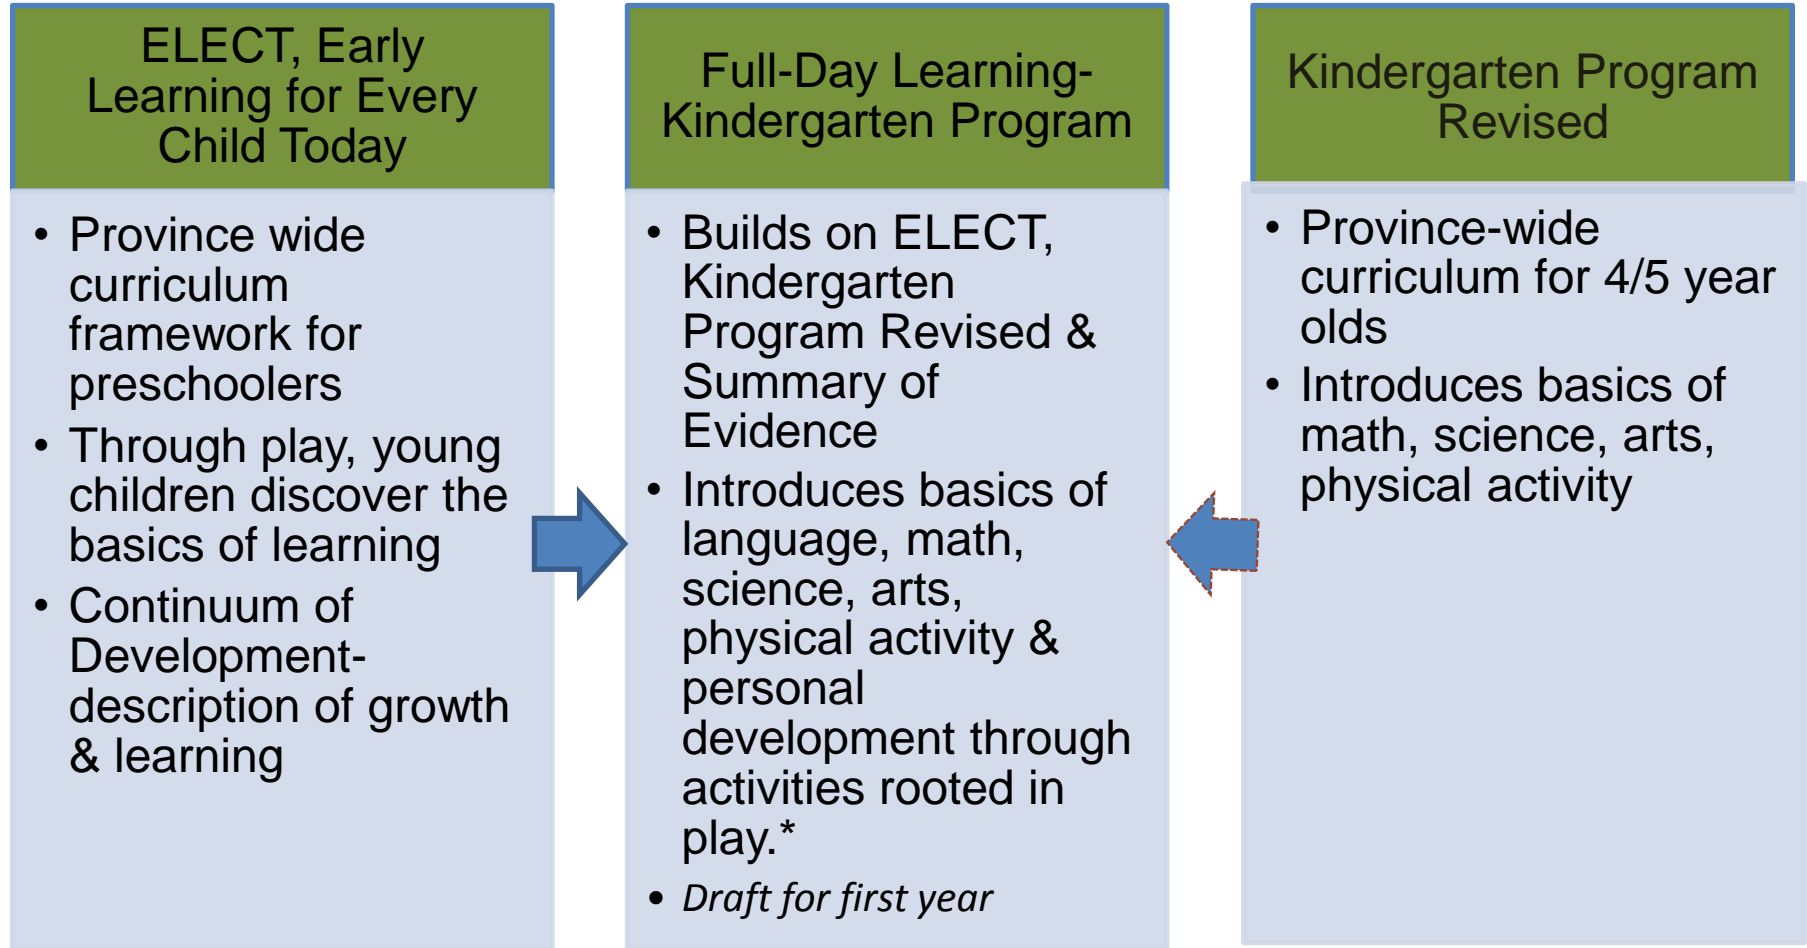 ELECT, Early
Learning for Every
Child Today
• Province wide
curriculum
framework for
preschoolers
• Through play, young
children discover the
basics of learning
• Continuum of
Development-
description of growth
& learning
Full-Day Learning-
Kindergarten Program
• Builds on ELECT,
Kindergarten
Program Revised &
Summary of
Evidence
• Introduces basics of
language, math,
science, arts,
physical activity &
personal
development through
activities rooted in
play.*
• Draft for first year
Kindergarten Program
Revised
• Province-wide
curriculum for 4/5 year
olds
• Introduces basics of
math, science, arts,
physical activity